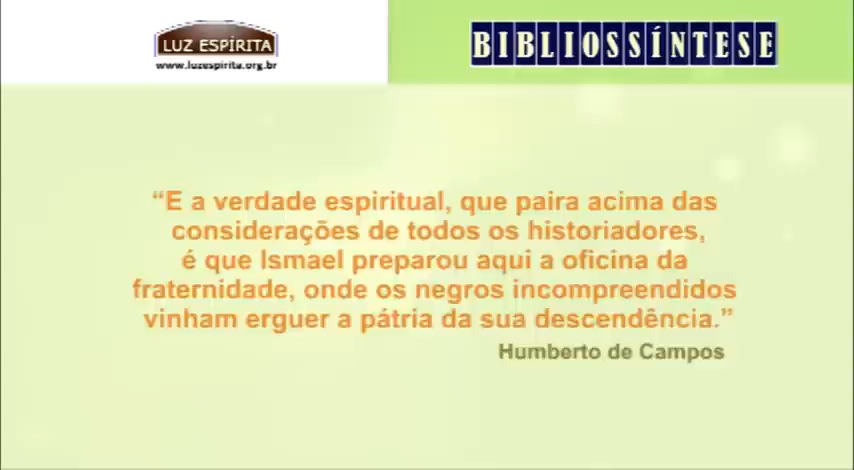 LUZ ESPÍRITA
www.luzespirita.org.br
BIBLIOSSÍNTESE
“E a verdade espiritual, que paira acima das
considerações de todos os historiadores,
é que Ismael preparou aqui a oficina da
fraternidade, onde os negros incompreendidos
vinham erguer a pátria da sua descendência.”
Humberto de Campos